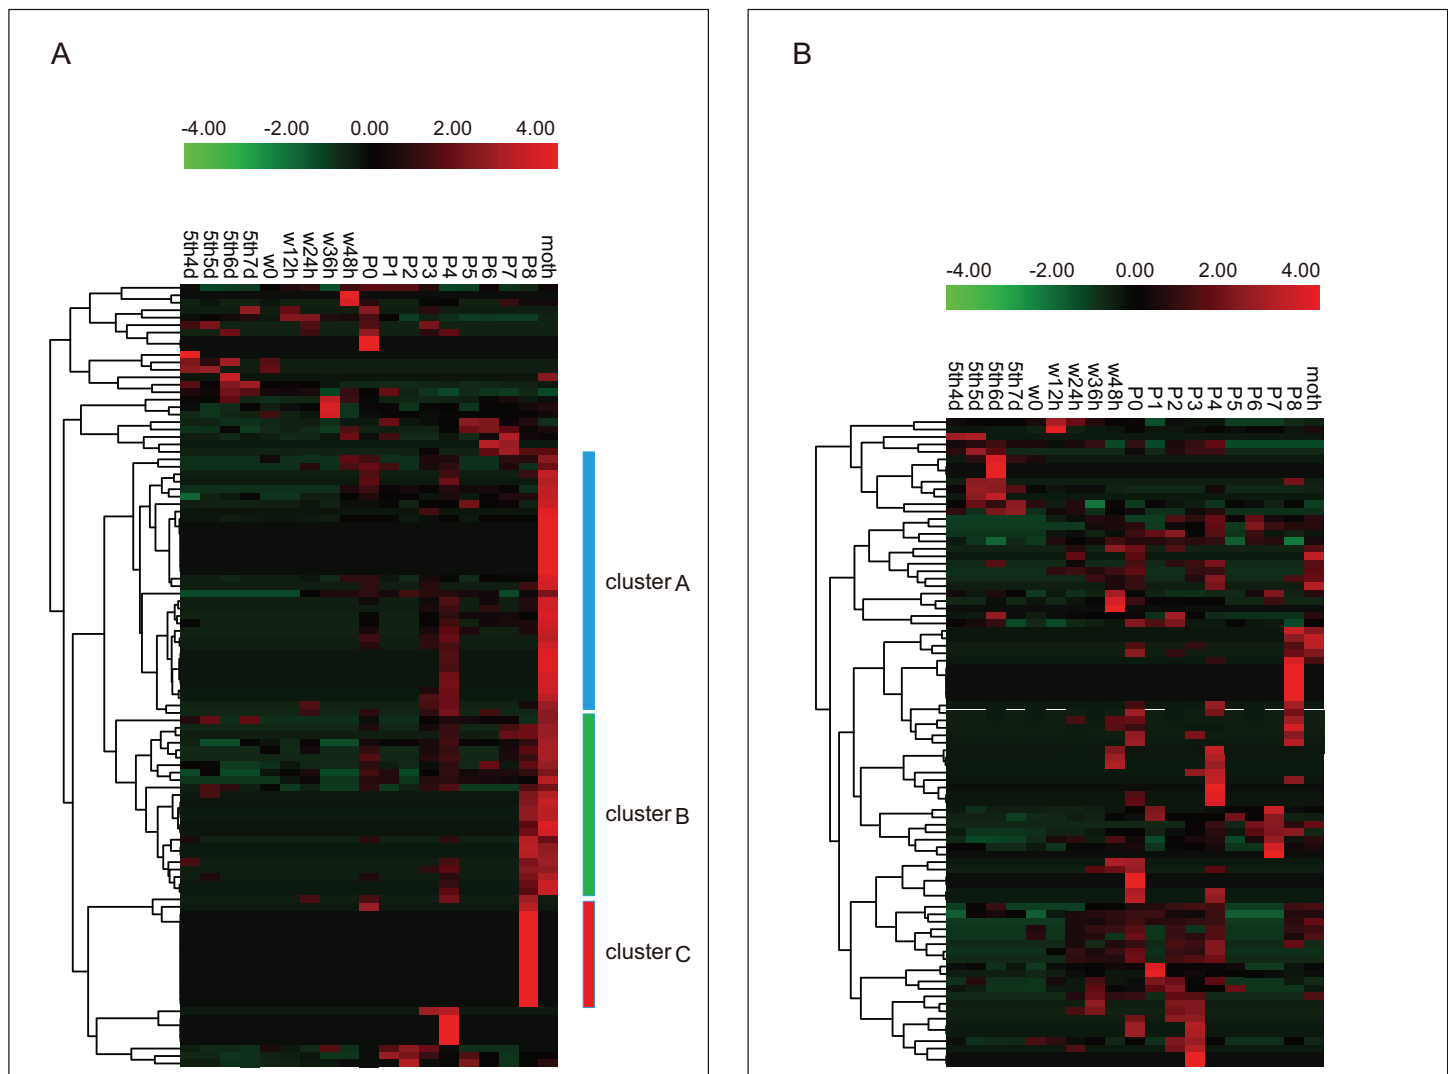 A
-4.00 -2.00 0.00 2.00 4.00
5th4d 5th5d 5th6d 5th7d w0 w12h w24h w36h w48h P0 P1 P2 P3 P4 P5 P6 P7 P8 moth
cluster A
cluster B
cluster C
B
-4.00 -2.00 0.00 2.00 4.00
5th4d 5th5d 5th6d 5th7d w0 w12h w24h w36h w48h P0 P1 P2 P3 P4 P5 P6 P7 P8 moth